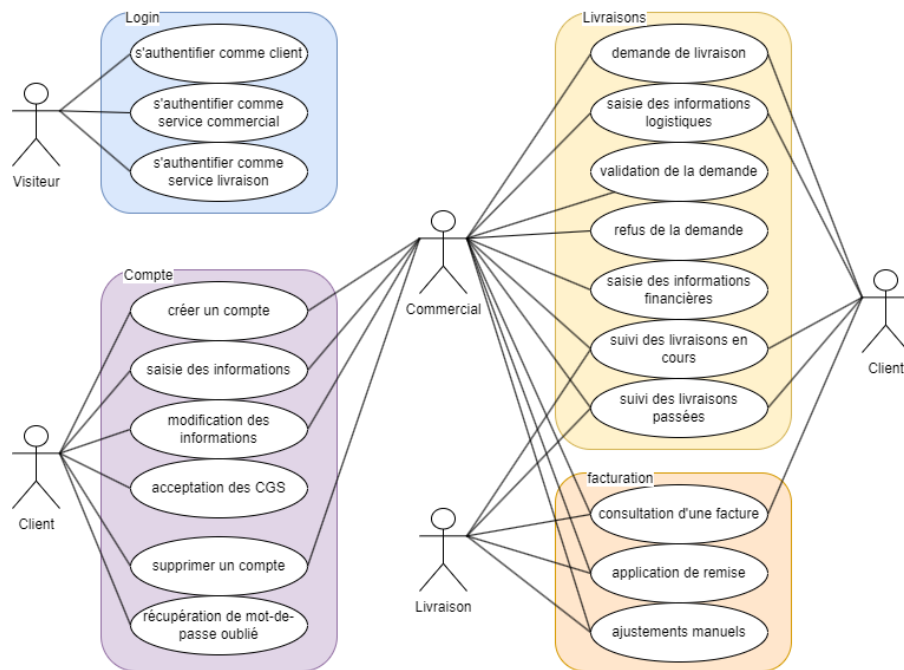 Login
s'authentifier comme client
s'authentifier comme
service commercial
s'authentifier comme
service livraison
Visiteur
Livraisons
demande de livraison
saisie des informations
logistiques
validation de la demande
refus de la demande
saisie des informations
financières
suivi des livraisons en
cours
suivi des livraisons
passées
Commercial
Client
Compte
créer un compte
saisie des informations
modification des
informations
acceptation des CGS
supprimer un compte
récupération de mot-de-
passe oublié
Client
facturation
consultation d'une facture
application de remise
ajustements manuels
Livraison